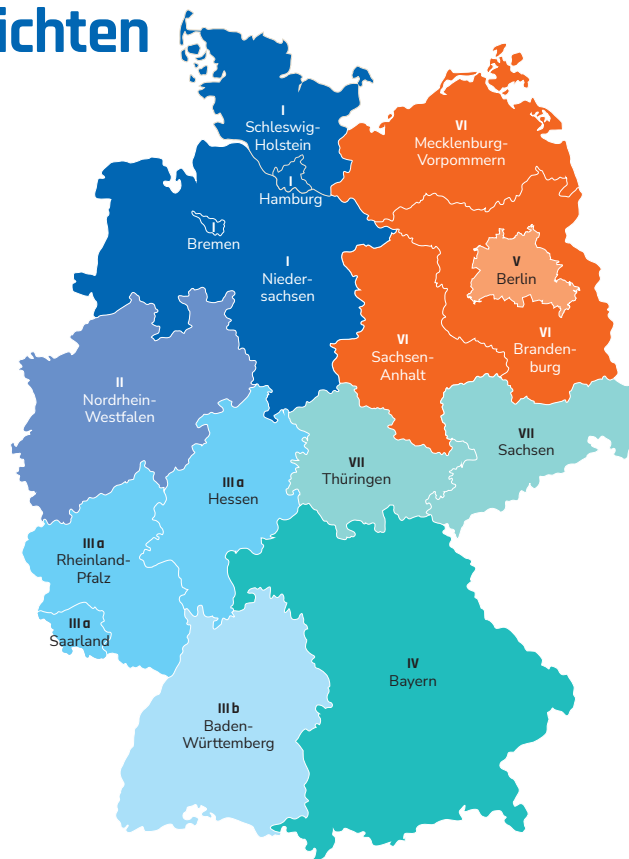 ichten
I
Schleswig-
Holstein
VI
Mecklenburg-
Vorpommern
I
Hamburg
I
Bremen
I
Nieder-
sachsen
V
Berlin
VI
Sachsen-
Anhalt
VI
Branden-
burg
II
Nordrhein-
Westfalen
VII
Sachsen
VII
Thüringen
III a
Hessen
III a
Rheinland-
Pfalz
III a
Saarland
IV
Bayern
III b
Baden-
Württemberg